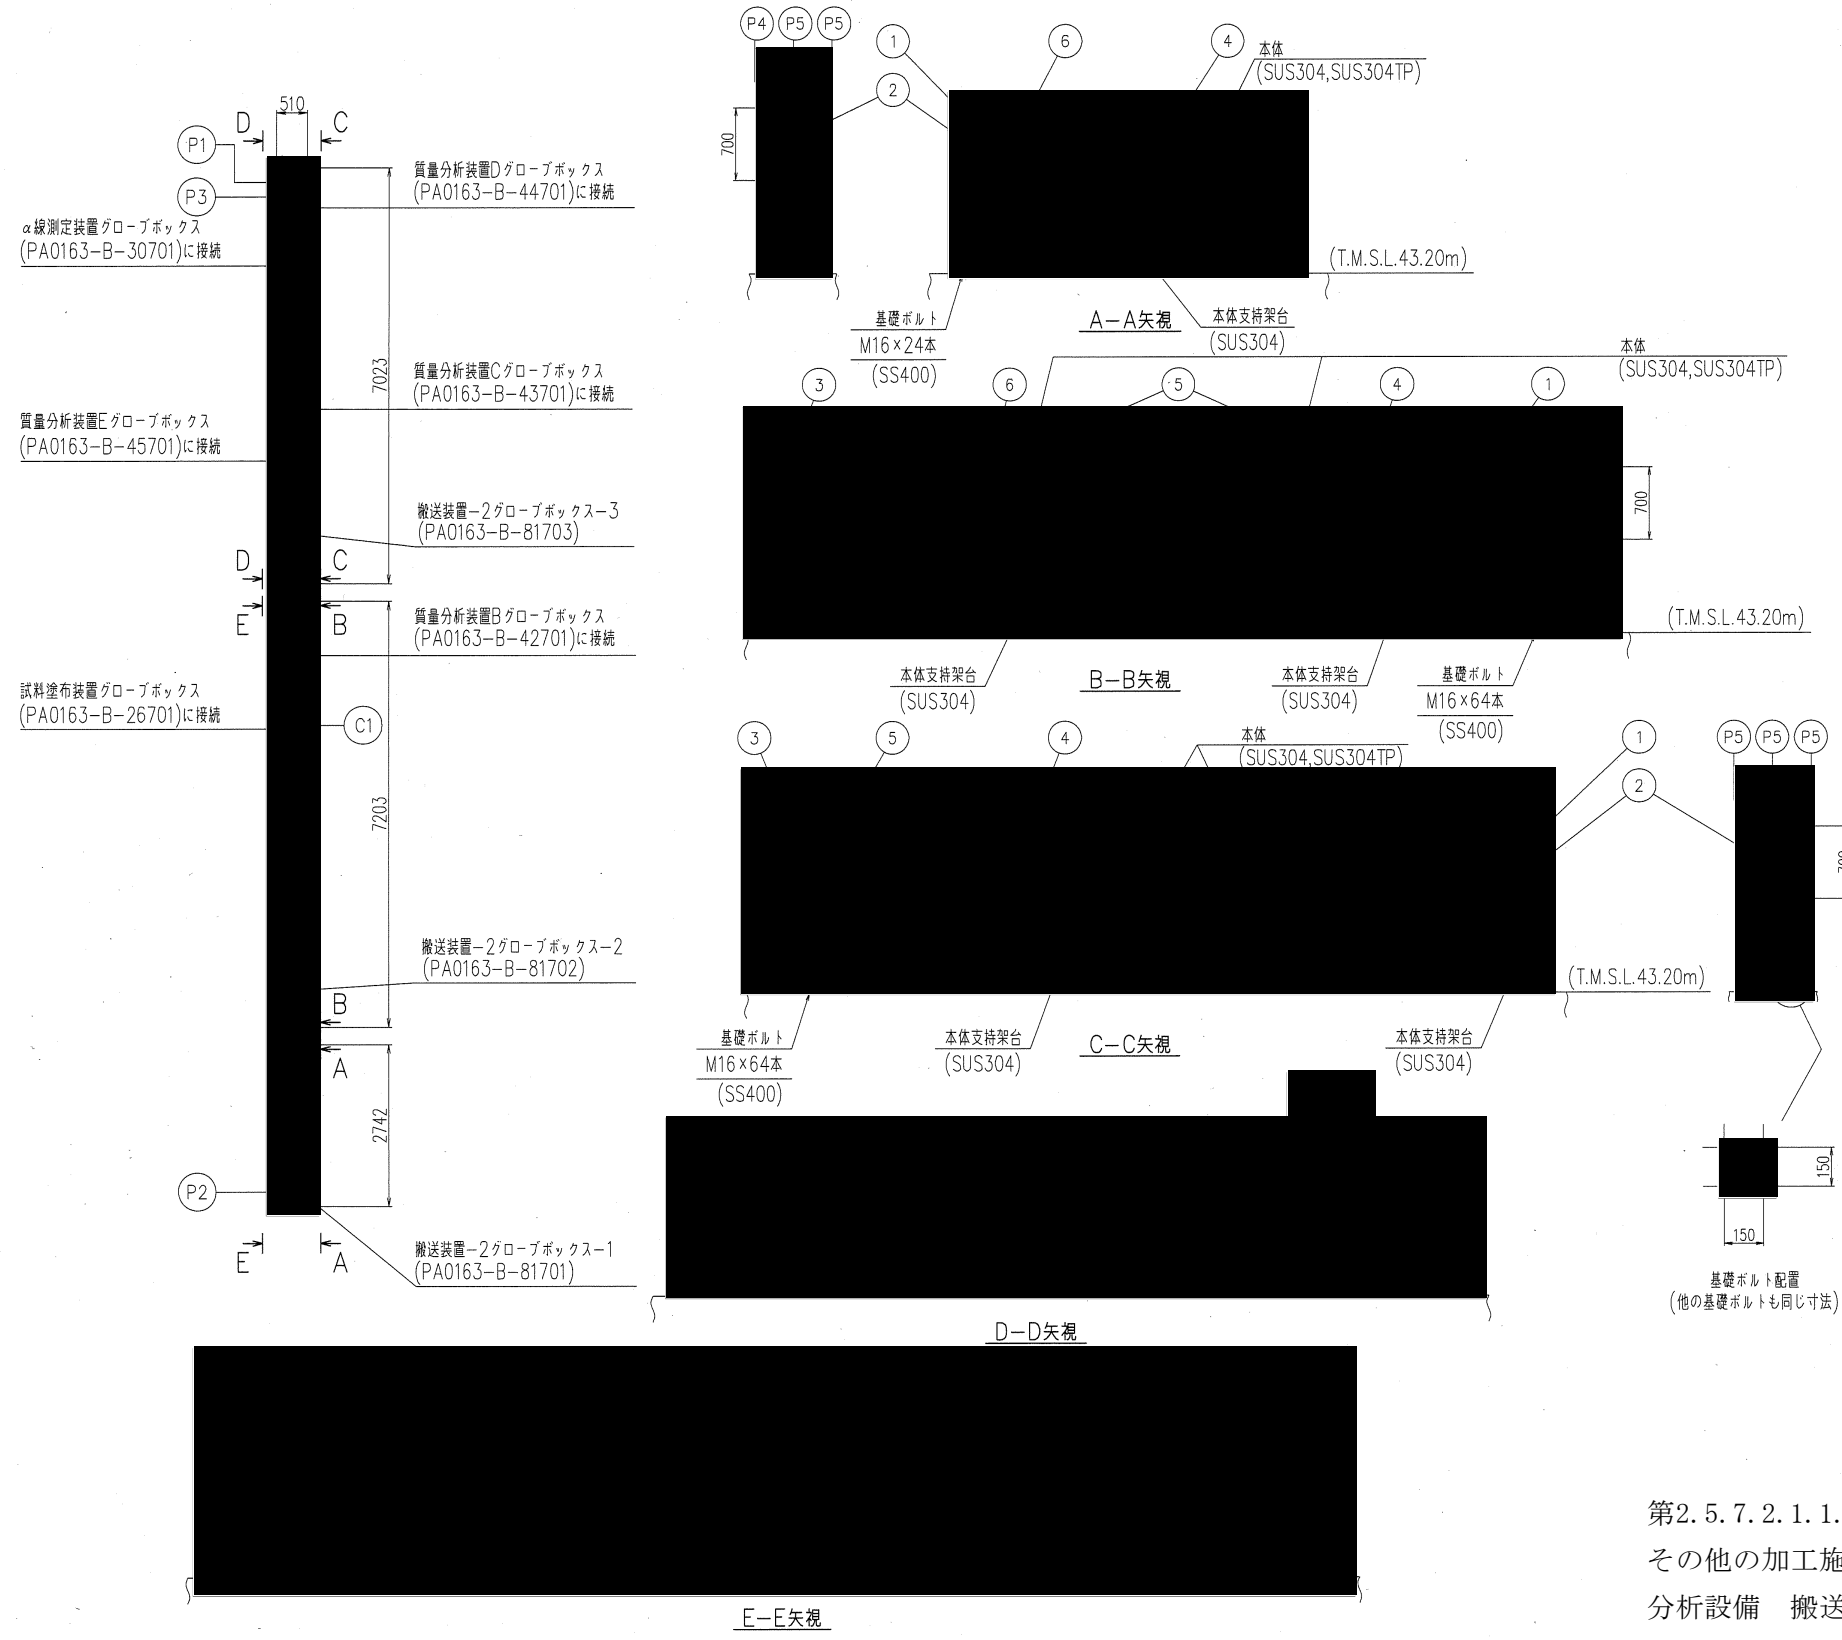 510
D
C
P1
P3
質量分析装置Dグローブボックス
(PA0163-B-44701)に接続
α線測定装置グローブボックス
(PA0163-B-30701)に接続
7023
質量分析装置Cグローブボックス
(PA0163-B-43701)に接続
質量分析装置Eグローブボックス
(PA0163-B-45701)に接続
搬送装置-2グローブボックス-3
(PA0163-B-81703)
D
C
E
B
質量分析装置Bグローブボックス
(PA0163-B-42701)に接続
試料塗布装置グローブボックス
(PA0163-B-26701)に接続
C1
7203
搬送装置-2グローブボックス-2
(PA0163-B-81702)
B
A
2742
P2
搬送装置-2グローブボックス-1
(PA0163-B-81701)
E
A
P4
P5
P5
1
2
6
4
本体
(SUS304,SUS304TP)
700
(T.M.S.L.43.20m)
基礎ボルト
M16×24本
(SS400)
A-A矢視
本体支持架台
(SUS304)
本体
(SUS304,SUS304TP)
3
6
5
4
1
700
(T.M.S.L.43.20m)
本体支持架台
(SUS304)
B-B矢視
本体支持架台
(SUS304)
基礎ボルト
M16×64本
(SS400)
3
5
4
本体
(SUS304,SUS304TP)
1
2
P5
P5
P5
(T.M.S.L.43.20m)
基礎ボルト
M16×64本
(SS400)
本体支持架台
(SUS304)
C-C矢視
本体支持架台
(SUS304)
150
150
基礎ボルト配置
(他の基礎ボルトも同じ寸法)
D-D矢視
E-E矢視
第2.5.7.2.1.1.
その他の加工施
分析設備 搬送